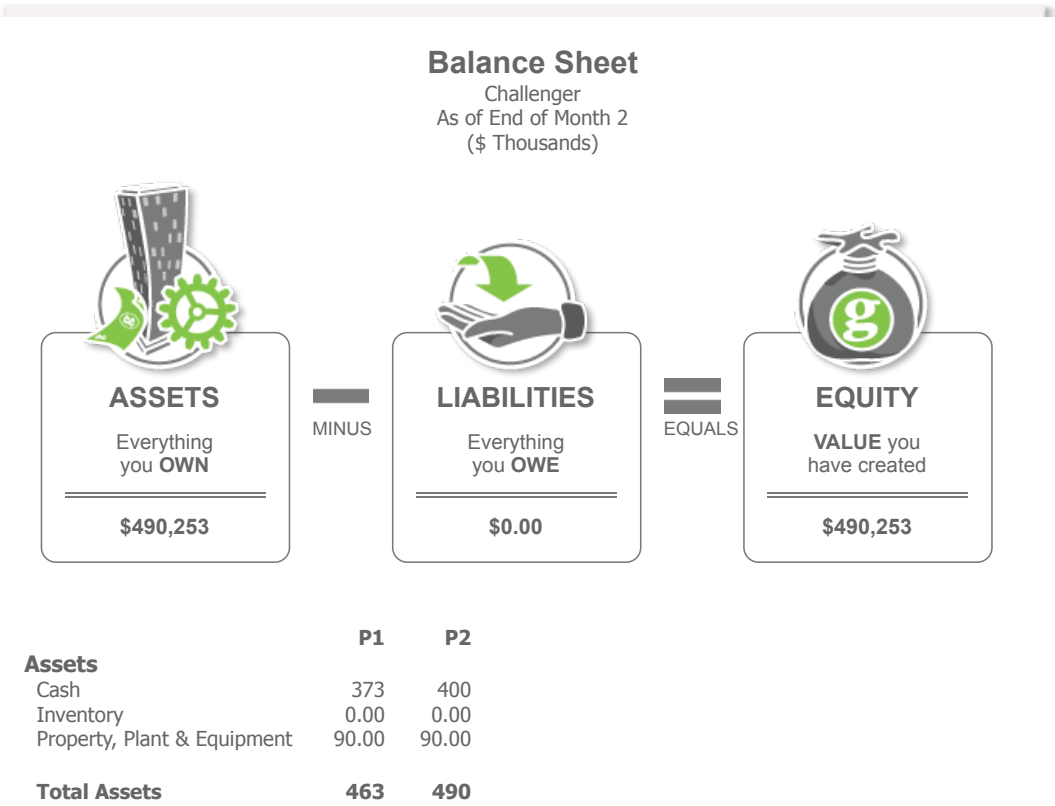 Balance Sheet
Challenger
As of End of Month 2
($ Thousands)
g
ASSETS
Everything
you OWN
$490,253
MINUS
LIABILITIES
Everything
you OWE
$0.00
EQUALS
EQUITY
VALUE you
have created
$490,253
P1 P2
Assets
Cash 373 400
Inventory 0.00 0.00
Property, Plant & Equipment 90.00 90.00
Total Assets 463 490